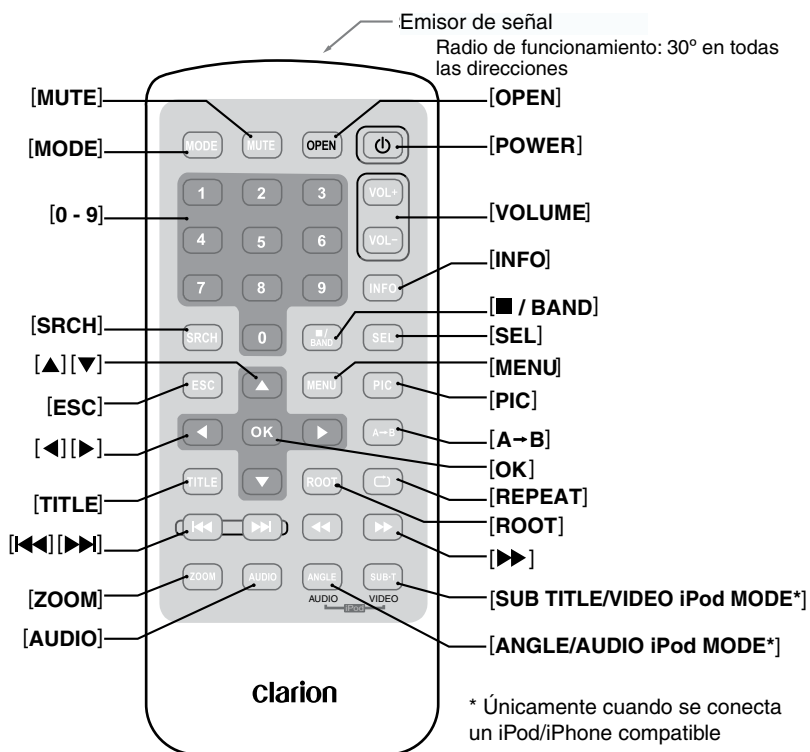 Emisor de señal
Radio de funcionamiento: 30º en todas
las direcciones
[MUTE]
[MODE]
[0 - 9]
[SRCH]
[▲][▼]
[ESC]
[◀][▶]
[TITLE]
[|◀◀][▶▶|]
[ZOOM]
[AUDIO]
MODE MUTE OPEN
1 2 3 VOL+
4 5 6 VOL−
7 8 9 INFO
SRCH 0 ■/ BAND SEL
ESC ▲ MENU PIC
◀ OK ▶ A→B
TITLE ▼ ROOT
|◀◀ ▶▶| ◀◀ ▶▶
ZOOM AUDIO ANGLE SUB-T
AUDIO VIDEO
iPod
clarion
[OPEN]
[POWER]
[VOLUME]
[INFO]
[■ / BAND]
[SEL]
[MENU]
[PIC]
[A→B]
[OK]
[REPEAT]
[ROOT]
[▶▶]
[SUB TITLE/VIDEO iPod MODE*]
[ANGLE/AUDIO iPod MODE*]
* Únicamente cuando se conecta
un iPod/iPhone compatible